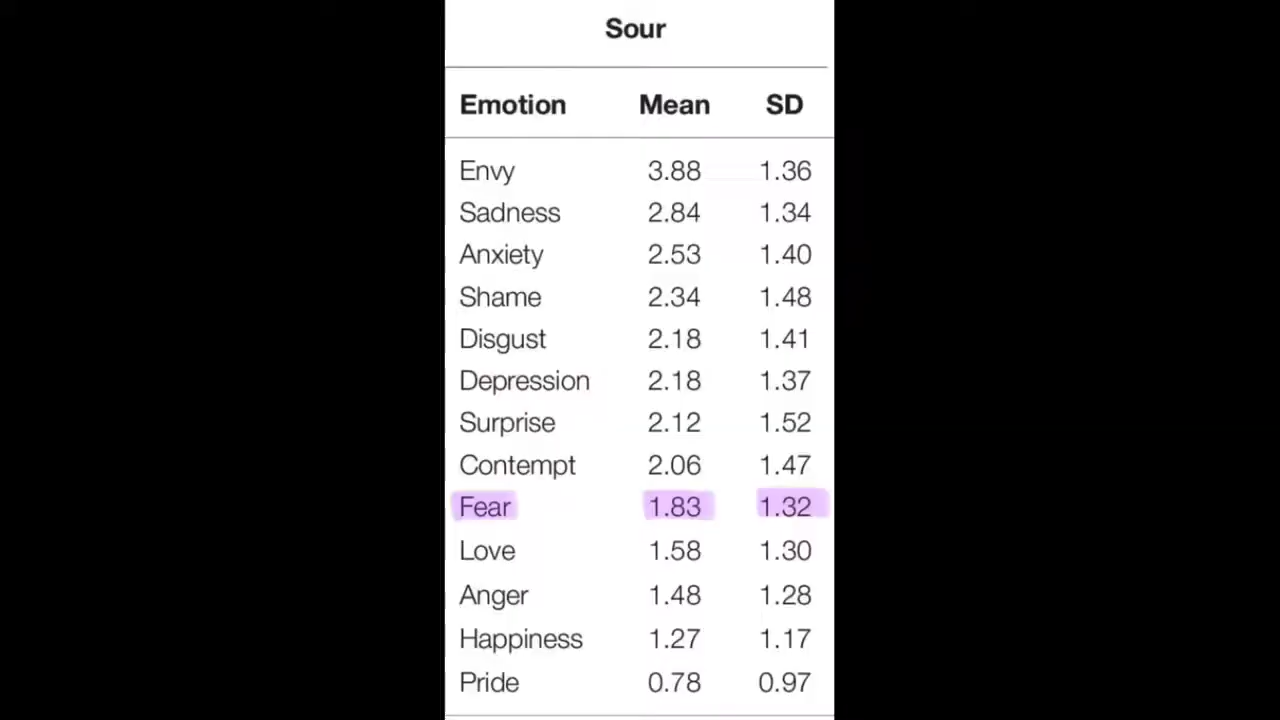 Sour
Emotion Mean SD
Envy 3.88 1.36
Sadness 2.84 1.34
Anxiety 2.53 1.40
Shame 2.34 1.48
Disgust 2.18 1.41
Depression 2.18 1.37
Surprise 2.12 1.52
Contempt 2.06 1.47
Fear 1.83 1.32
Love 1.58 1.30
Anger 1.48 1.28
Happiness 1.27 1.17
Pride 0.78 0.97